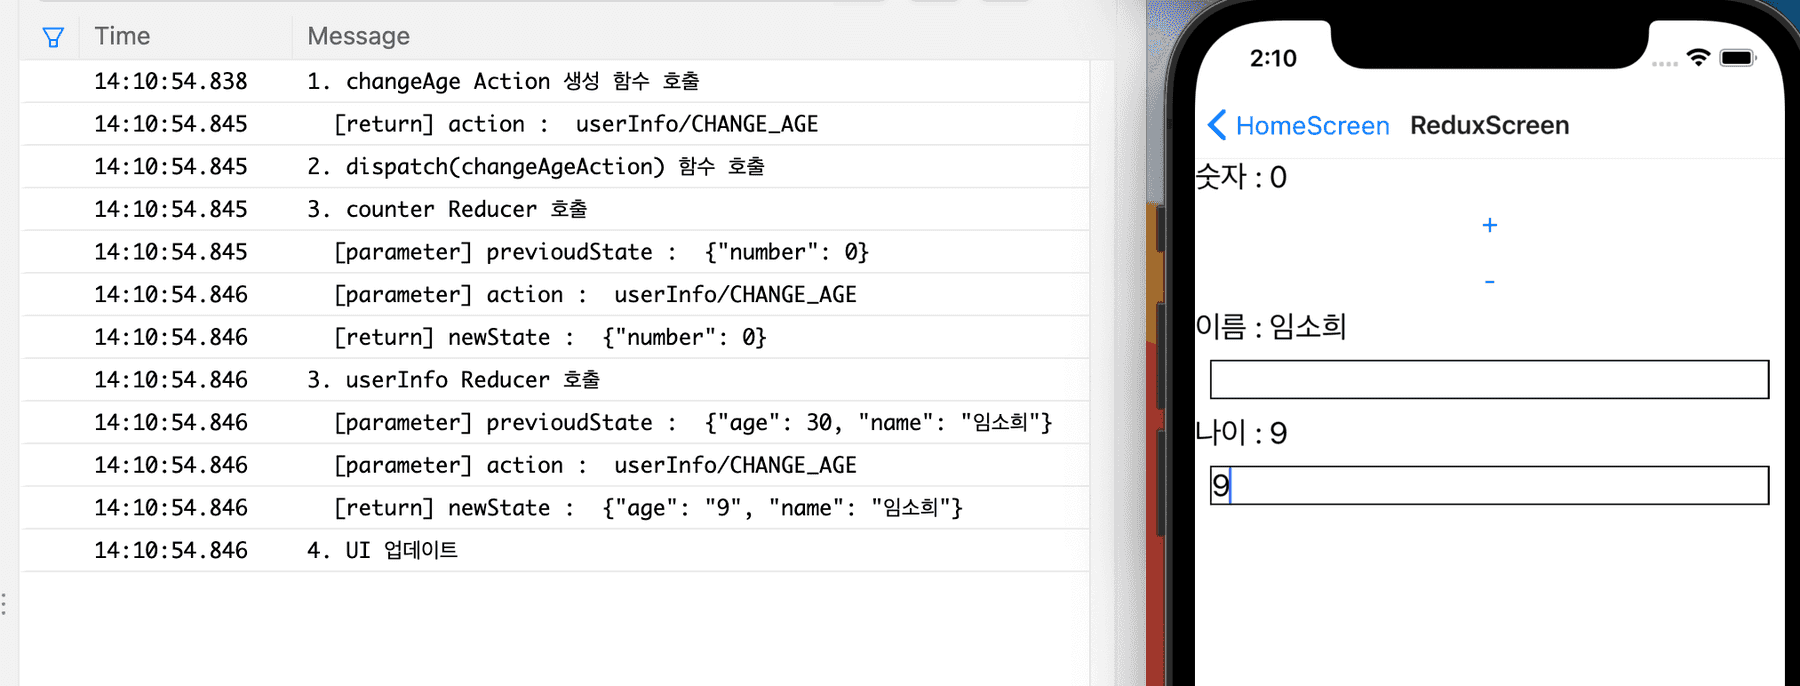 Time Message
14:10:54.838 1. changeAge Action 생성 함수 호출
14:10:54.845 [return] action : userInfo/CHANGE_AGE
14:10:54.845 2. dispatch(changeAgeAction) 함수 호출
14:10:54.845 3. counter Reducer 호출
14:10:54.845 [parameter] previoudState : {"number": 0}
14:10:54.846 [parameter] action : userInfo/CHANGE_AGE
14:10:54.846 [return] newState : {"number": 0}
14:10:54.846 3. userInfo Reducer 호출
14:10:54.846 [parameter] previoudState : {"age": 30, "name": "임소희"}
14:10:54.846 [parameter] action : userInfo/CHANGE_AGE
14:10:54.846 [return] newState : {"age": "9", "name": "임소희"}
14:10:54.846 4. UI 업데이트
2:10
HomeScreen ReduxScreen
숫자 : 0
+
-
이름 : 임소희
나이 : 9
9